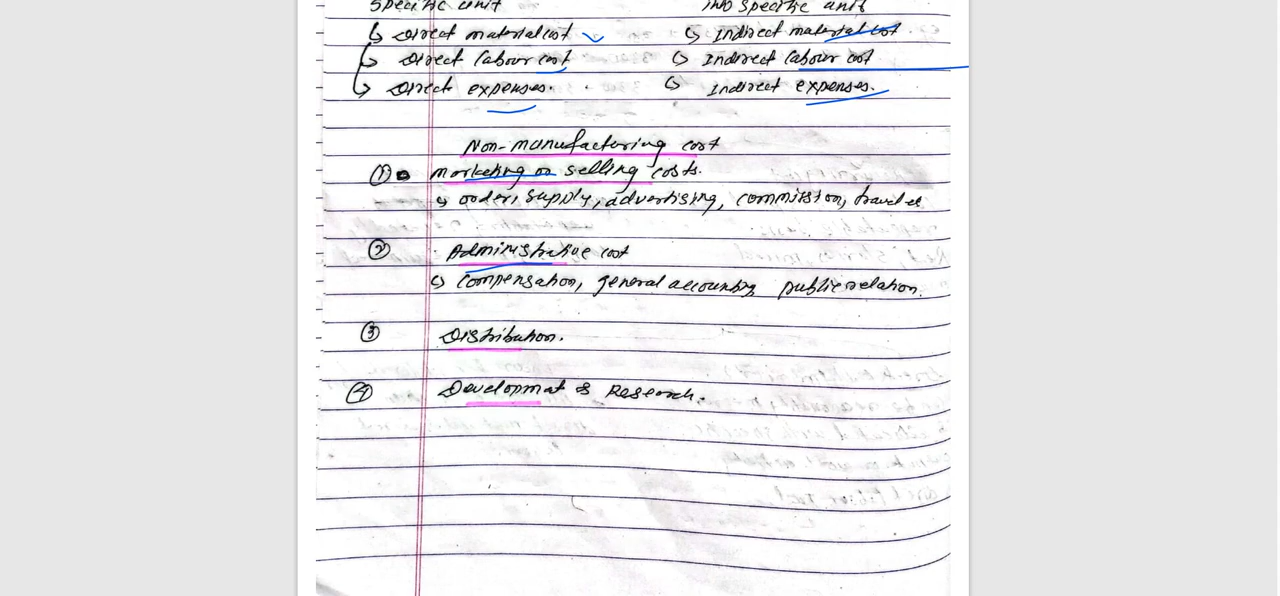 specific unit
into specific unit
↳ Direct material cost
↳ Indirect material cost.
↳ Direct labour cost
↳ Indirect labour cost
↳ Direct expenses.
↳ Indirect expenses.
Non-manufacturing cost
① marketing or selling costs.
↳ order, supply, advertising, commission, travel
② Administrative cost
↳ compensation, general accounting public relation.
③ Distribution.
④ Development & Research.